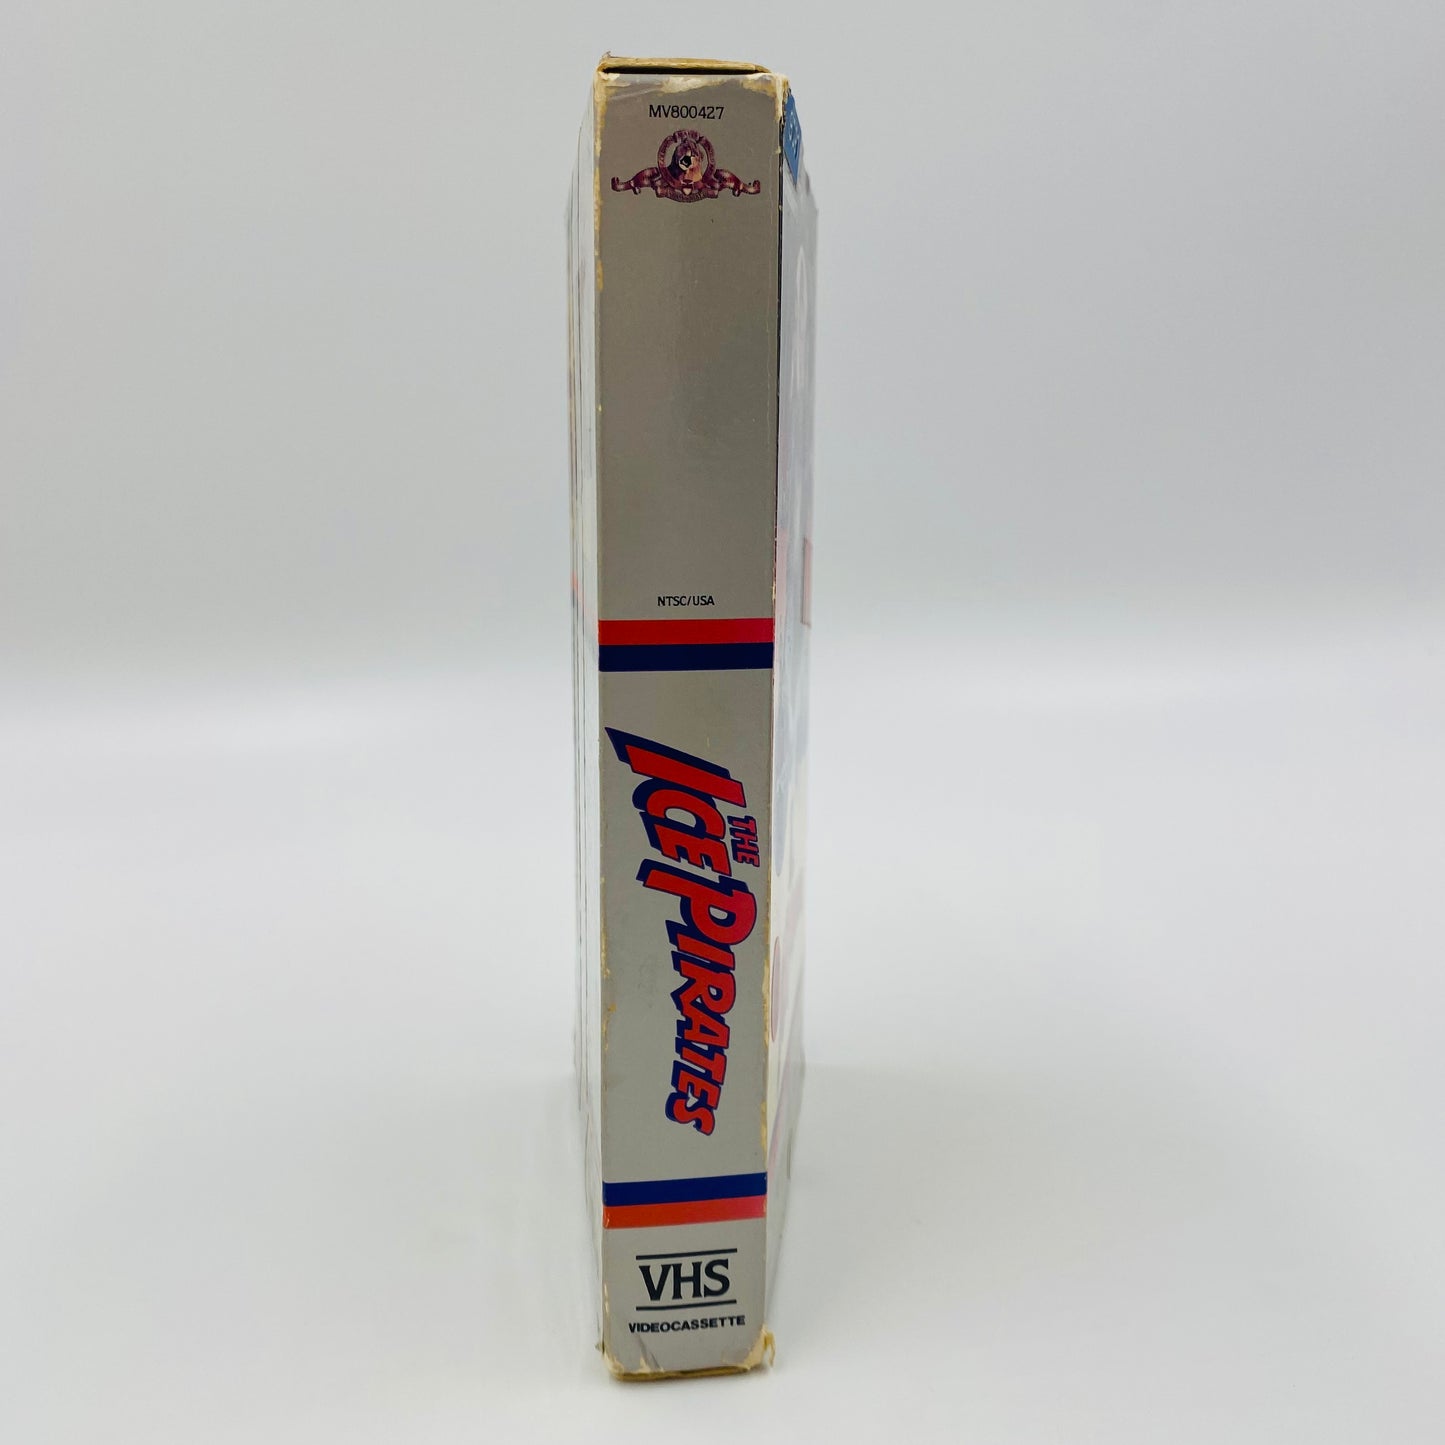 MV800427
NTSC/USA
THE
ICE PIRATES
VHS
VIDEOCASSETTE